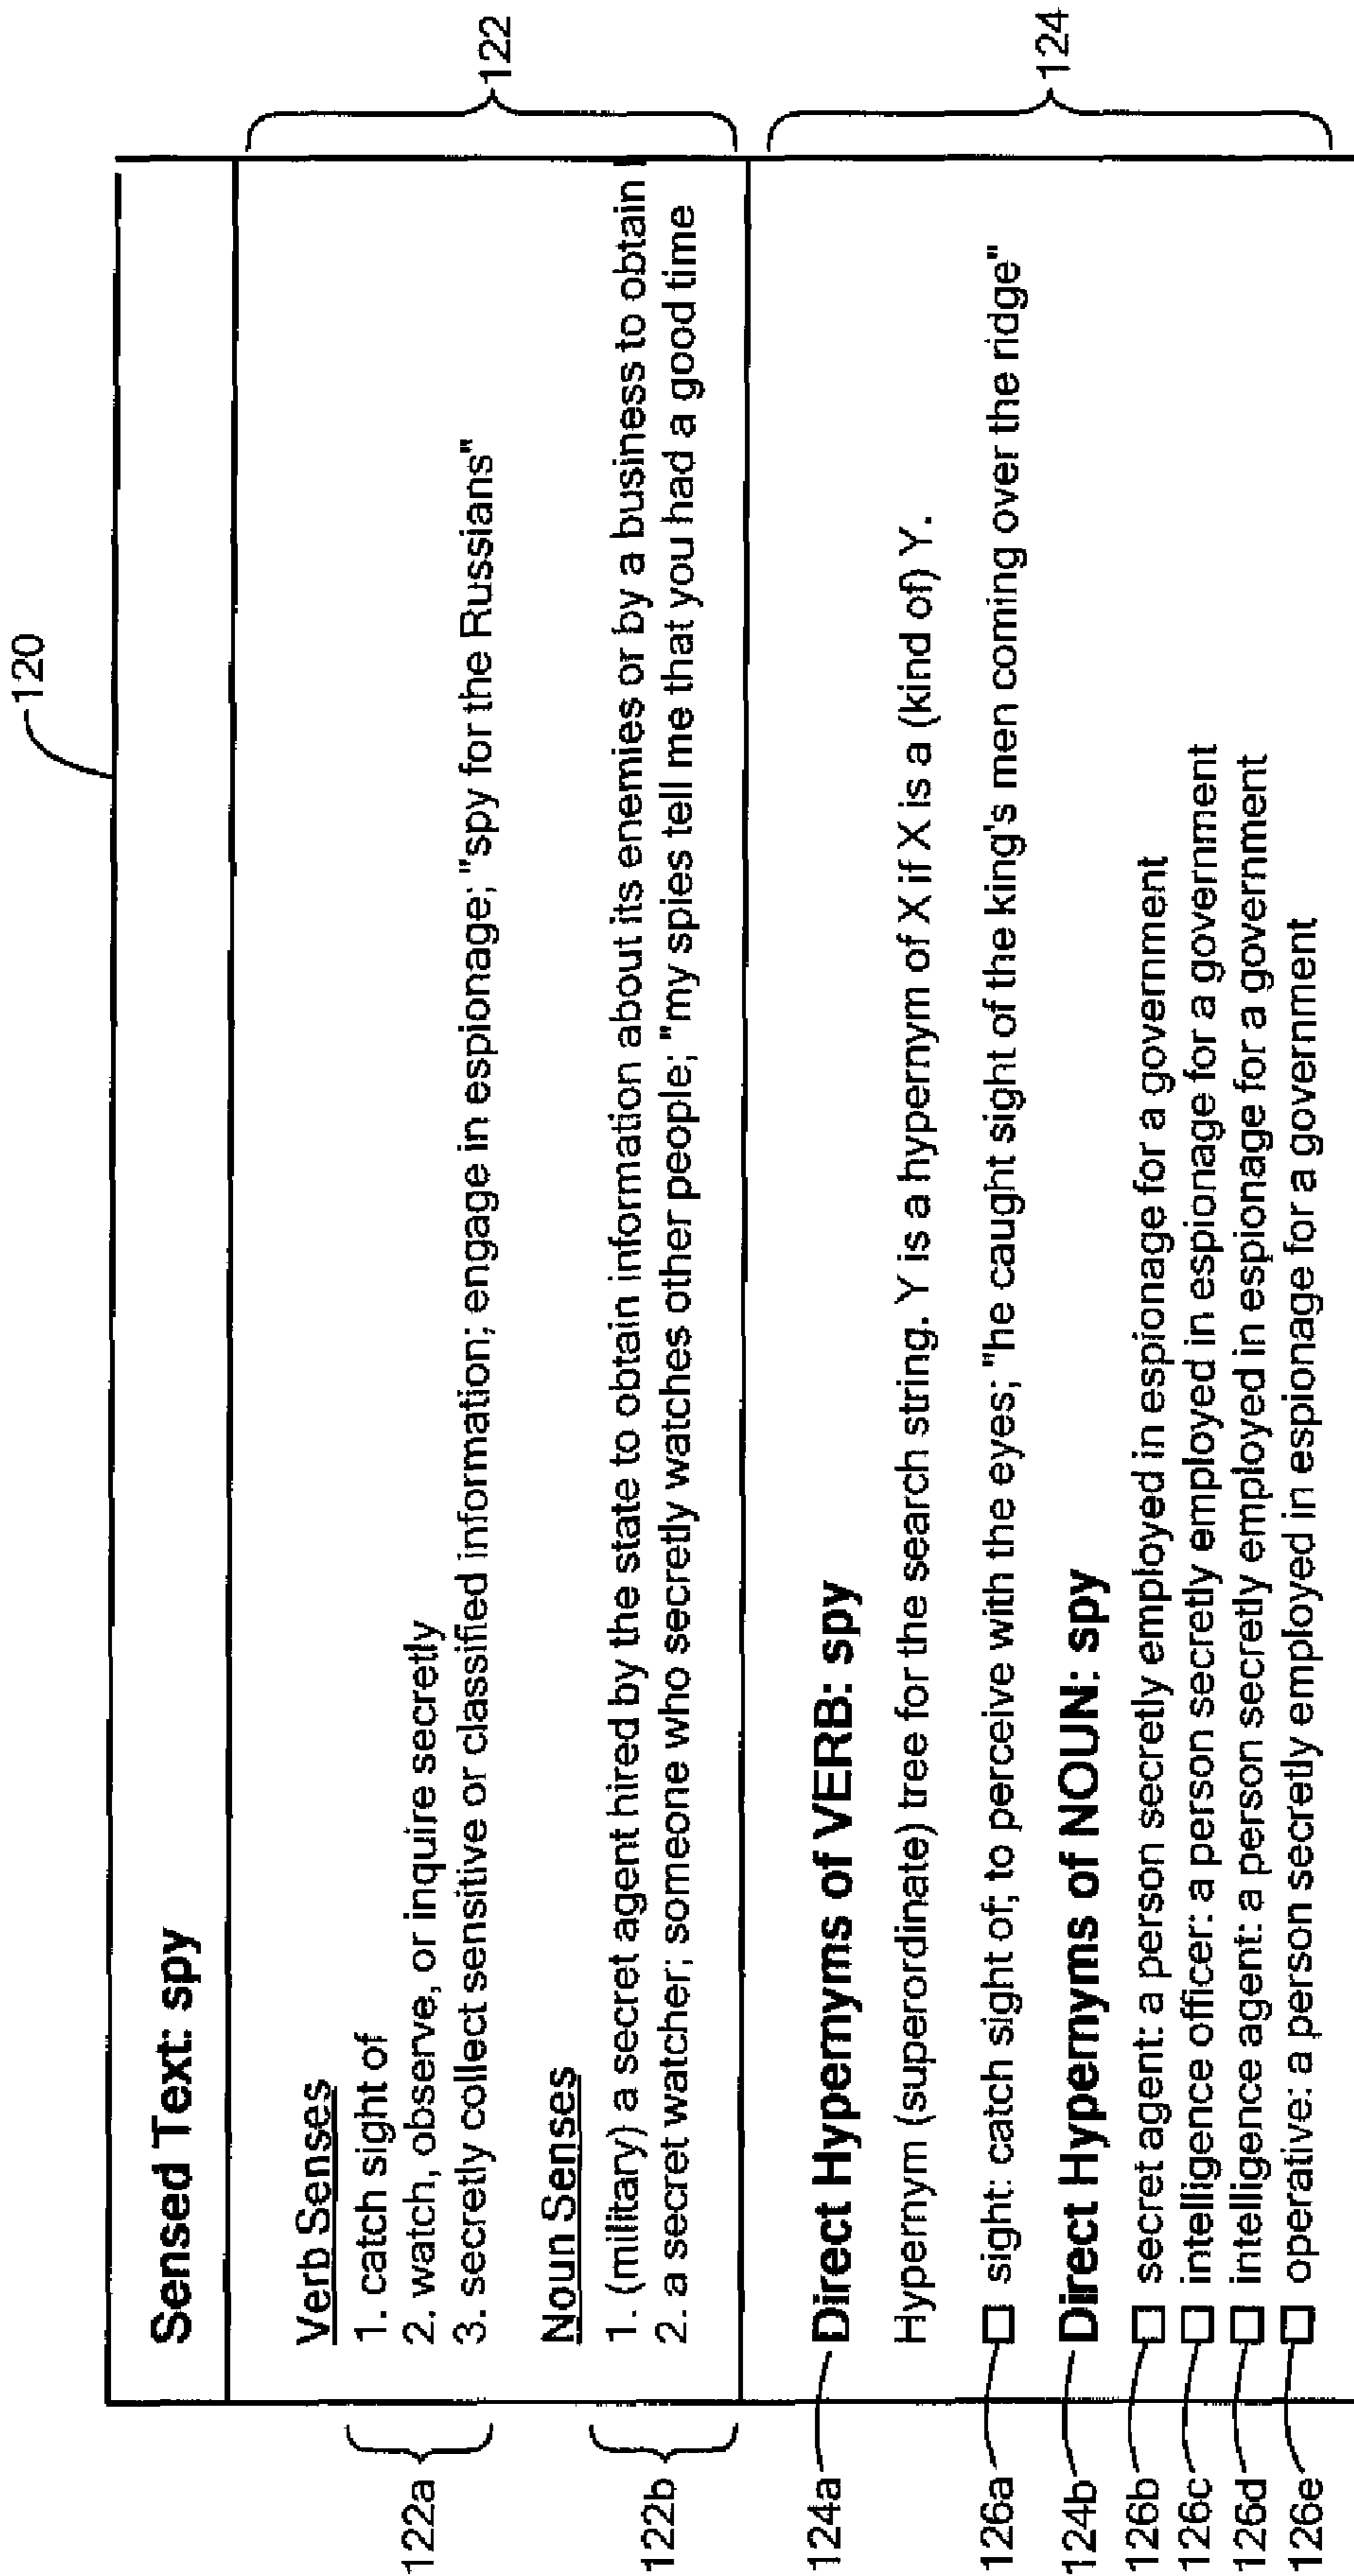 120
Sensed Text: spy
122
Verb Senses
122a
1. catch sight of
2. watch, observe, or inquire secretly
3. secretly collect sensitive or classified information; engage in espionage; "spy for the Russians"
Noun Senses
122b
1. (military) a secret agent hired by the state to obtain information about its enemies or by a business to obtain
2. a secret watcher; someone who secretly watches other people; "my spies tell me that you had a good time
124
124a Direct Hypernyms of VERB: spy
Hypernym (superordinate) tree for the search string. Y is a hypernym of X if X is a (kind of) Y.
126a sight: catch sight of; to perceive with the eyes; "he caught sight of the king's men coming over the ridge"
124b Direct Hypernyms of NOUN: spy
126b secret agent: a person secretly employed in espionage for a government
126c intelligence officer: a person secretly employed in espionage for a government
126d intelligence agent: a person secretly employed in espionage for a government
126e operative: a person secretly employed in espionage for a government